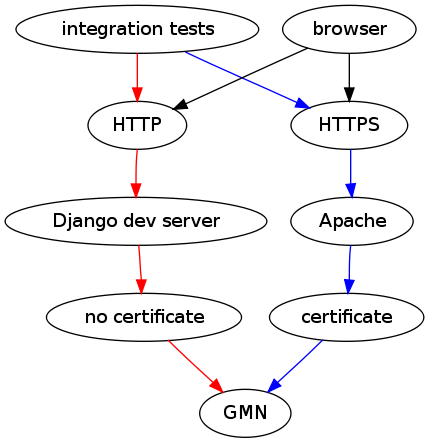 integration tests
browser
HTTP
HTTPS
Django dev server
Apache
no certificate
certificate
GMN